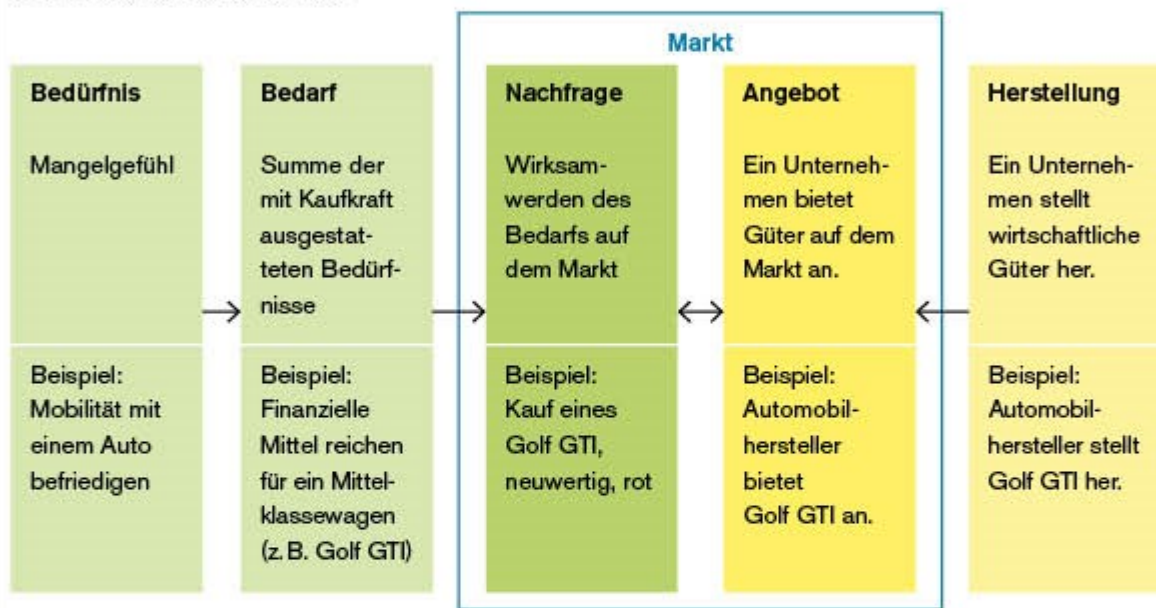 Markt
Bedürfnis
Mangelgefühl
Beispiel:
Mobilität mit
einem Auto
befriedigen
Bedarf
Summe der
mit Kaufkraft
ausgestat-
teten Bedürf-
nisse
Beispiel:
Finanzielle
Mittel reichen
für ein Mittel-
klassewagen
(z. B. Golf GTI)
Nachfrage
Wirksam-
werden des
Bedarfs auf
dem Markt
Beispiel:
Kauf eines
Golf GTI,
neuwertig, rot
Angebot
Ein Unterneh-
men bietet
Güter auf dem
Markt an.
Beispiel:
Automobil-
hersteller
bietet
Golf GTI an.
Herstellung
Ein Unterneh-
men stellt
wirtschaftliche
Güter her.
Beispiel:
Automobil-
hersteller stellt
Golf GTI her.